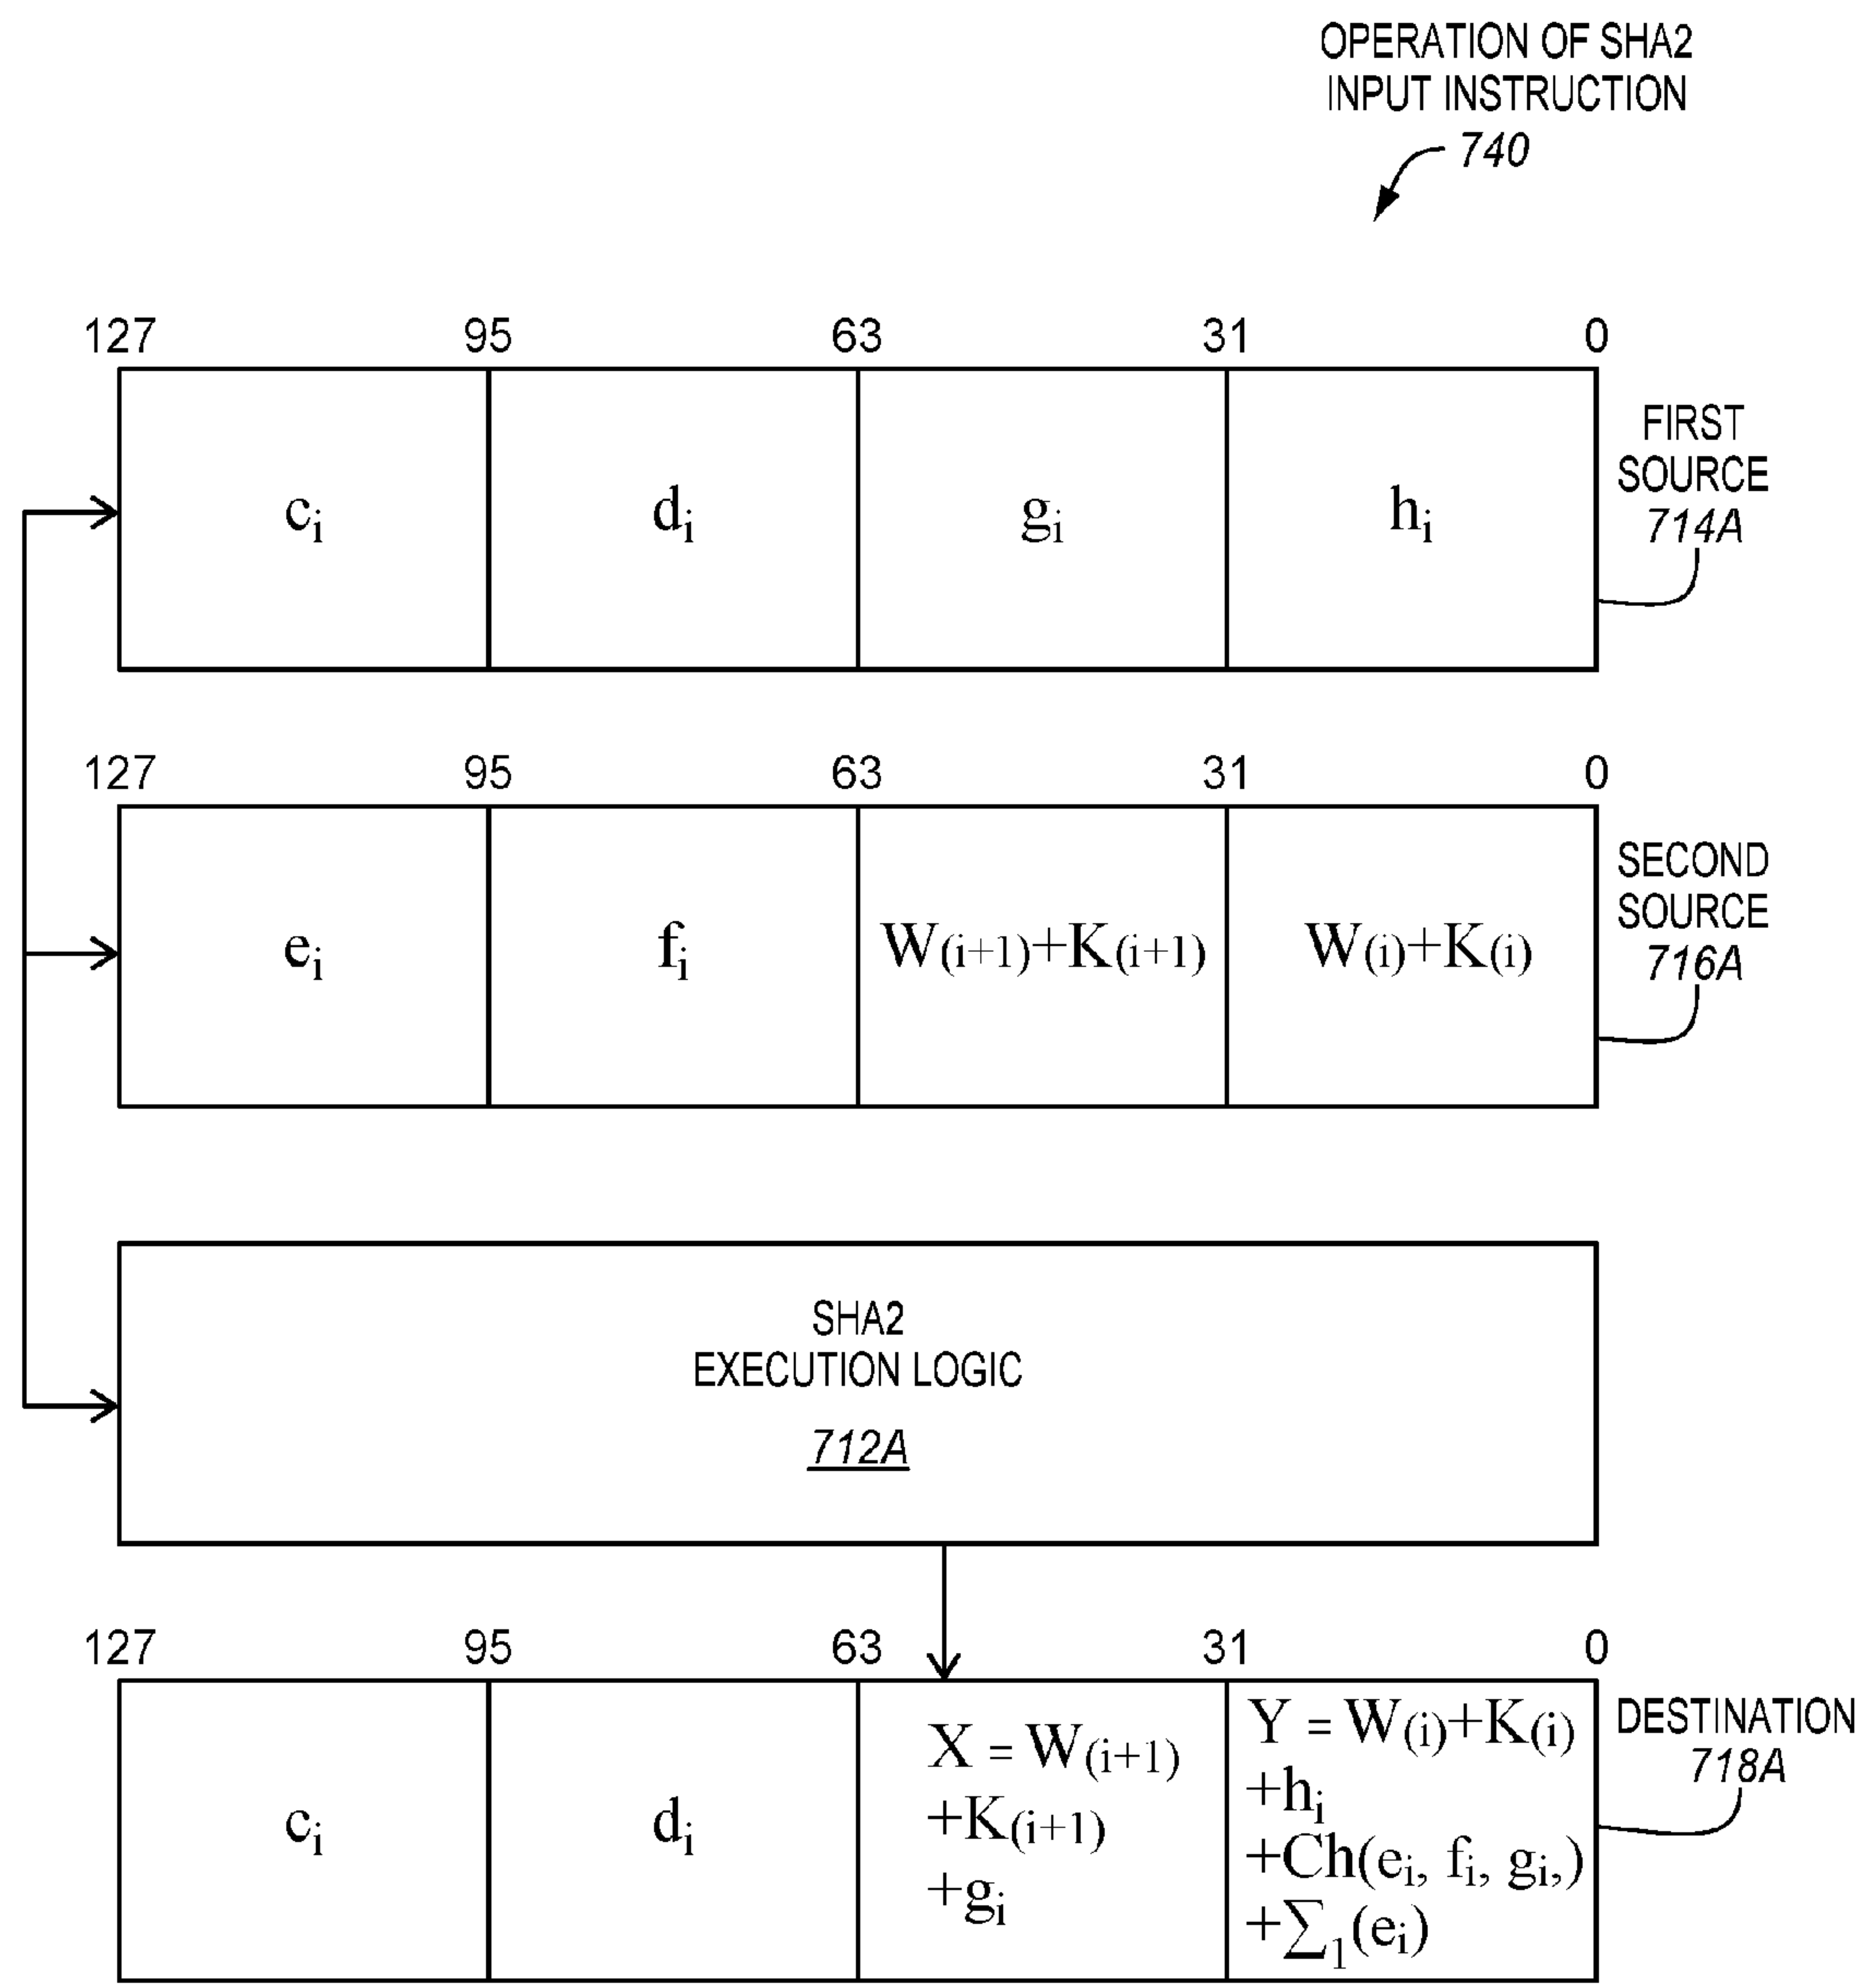 OPERATION OF SHA2
INPUT INSTRUCTION
740
127 95 63 31 0
cᵢ dᵢ gᵢ hᵢ
FIRST
SOURCE
714A
127 95 63 31 0
eᵢ fᵢ W₍ᵢ₊₁₎+K₍ᵢ₊₁₎ W₍ᵢ₎+K₍ᵢ₎
SECOND
SOURCE
716A
SHA2
EXECUTION LOGIC
712A
127 95 63 31 0
cᵢ dᵢ
X = W₍ᵢ₊₁₎
+K₍ᵢ₊₁₎
+gᵢ
Y = W₍ᵢ₎+K₍ᵢ₎
+hᵢ
+Ch(eᵢ, fᵢ, gᵢ,)
+∑₁(eᵢ)
DESTINATION
718A